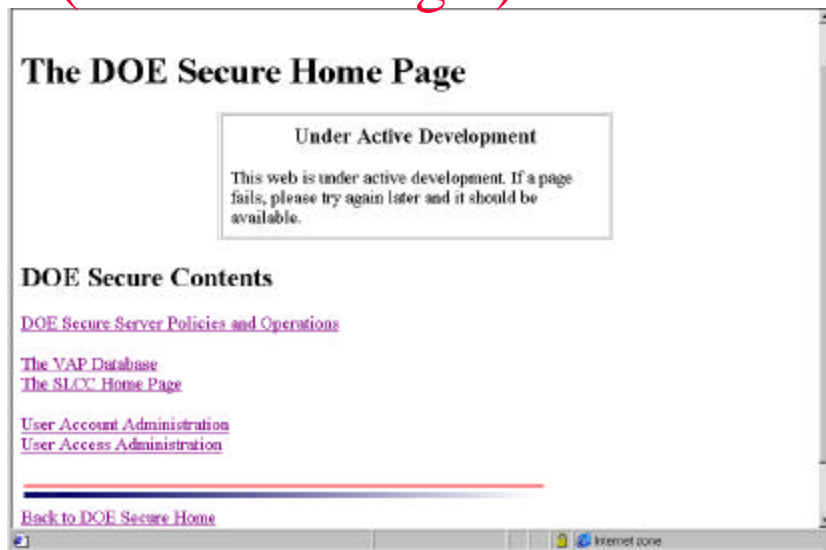 The DOE Secure Home Page
Under Active Development
This web is under active development. If a page
fails, please try again later and it should be
available.
DOE Secure Contents
DOE Secure Server Policies and Operations
The VAP Database
The SLCC Home Page
User Account Administration
User Access Administration
Back to DOE Secure Home
Internet zone